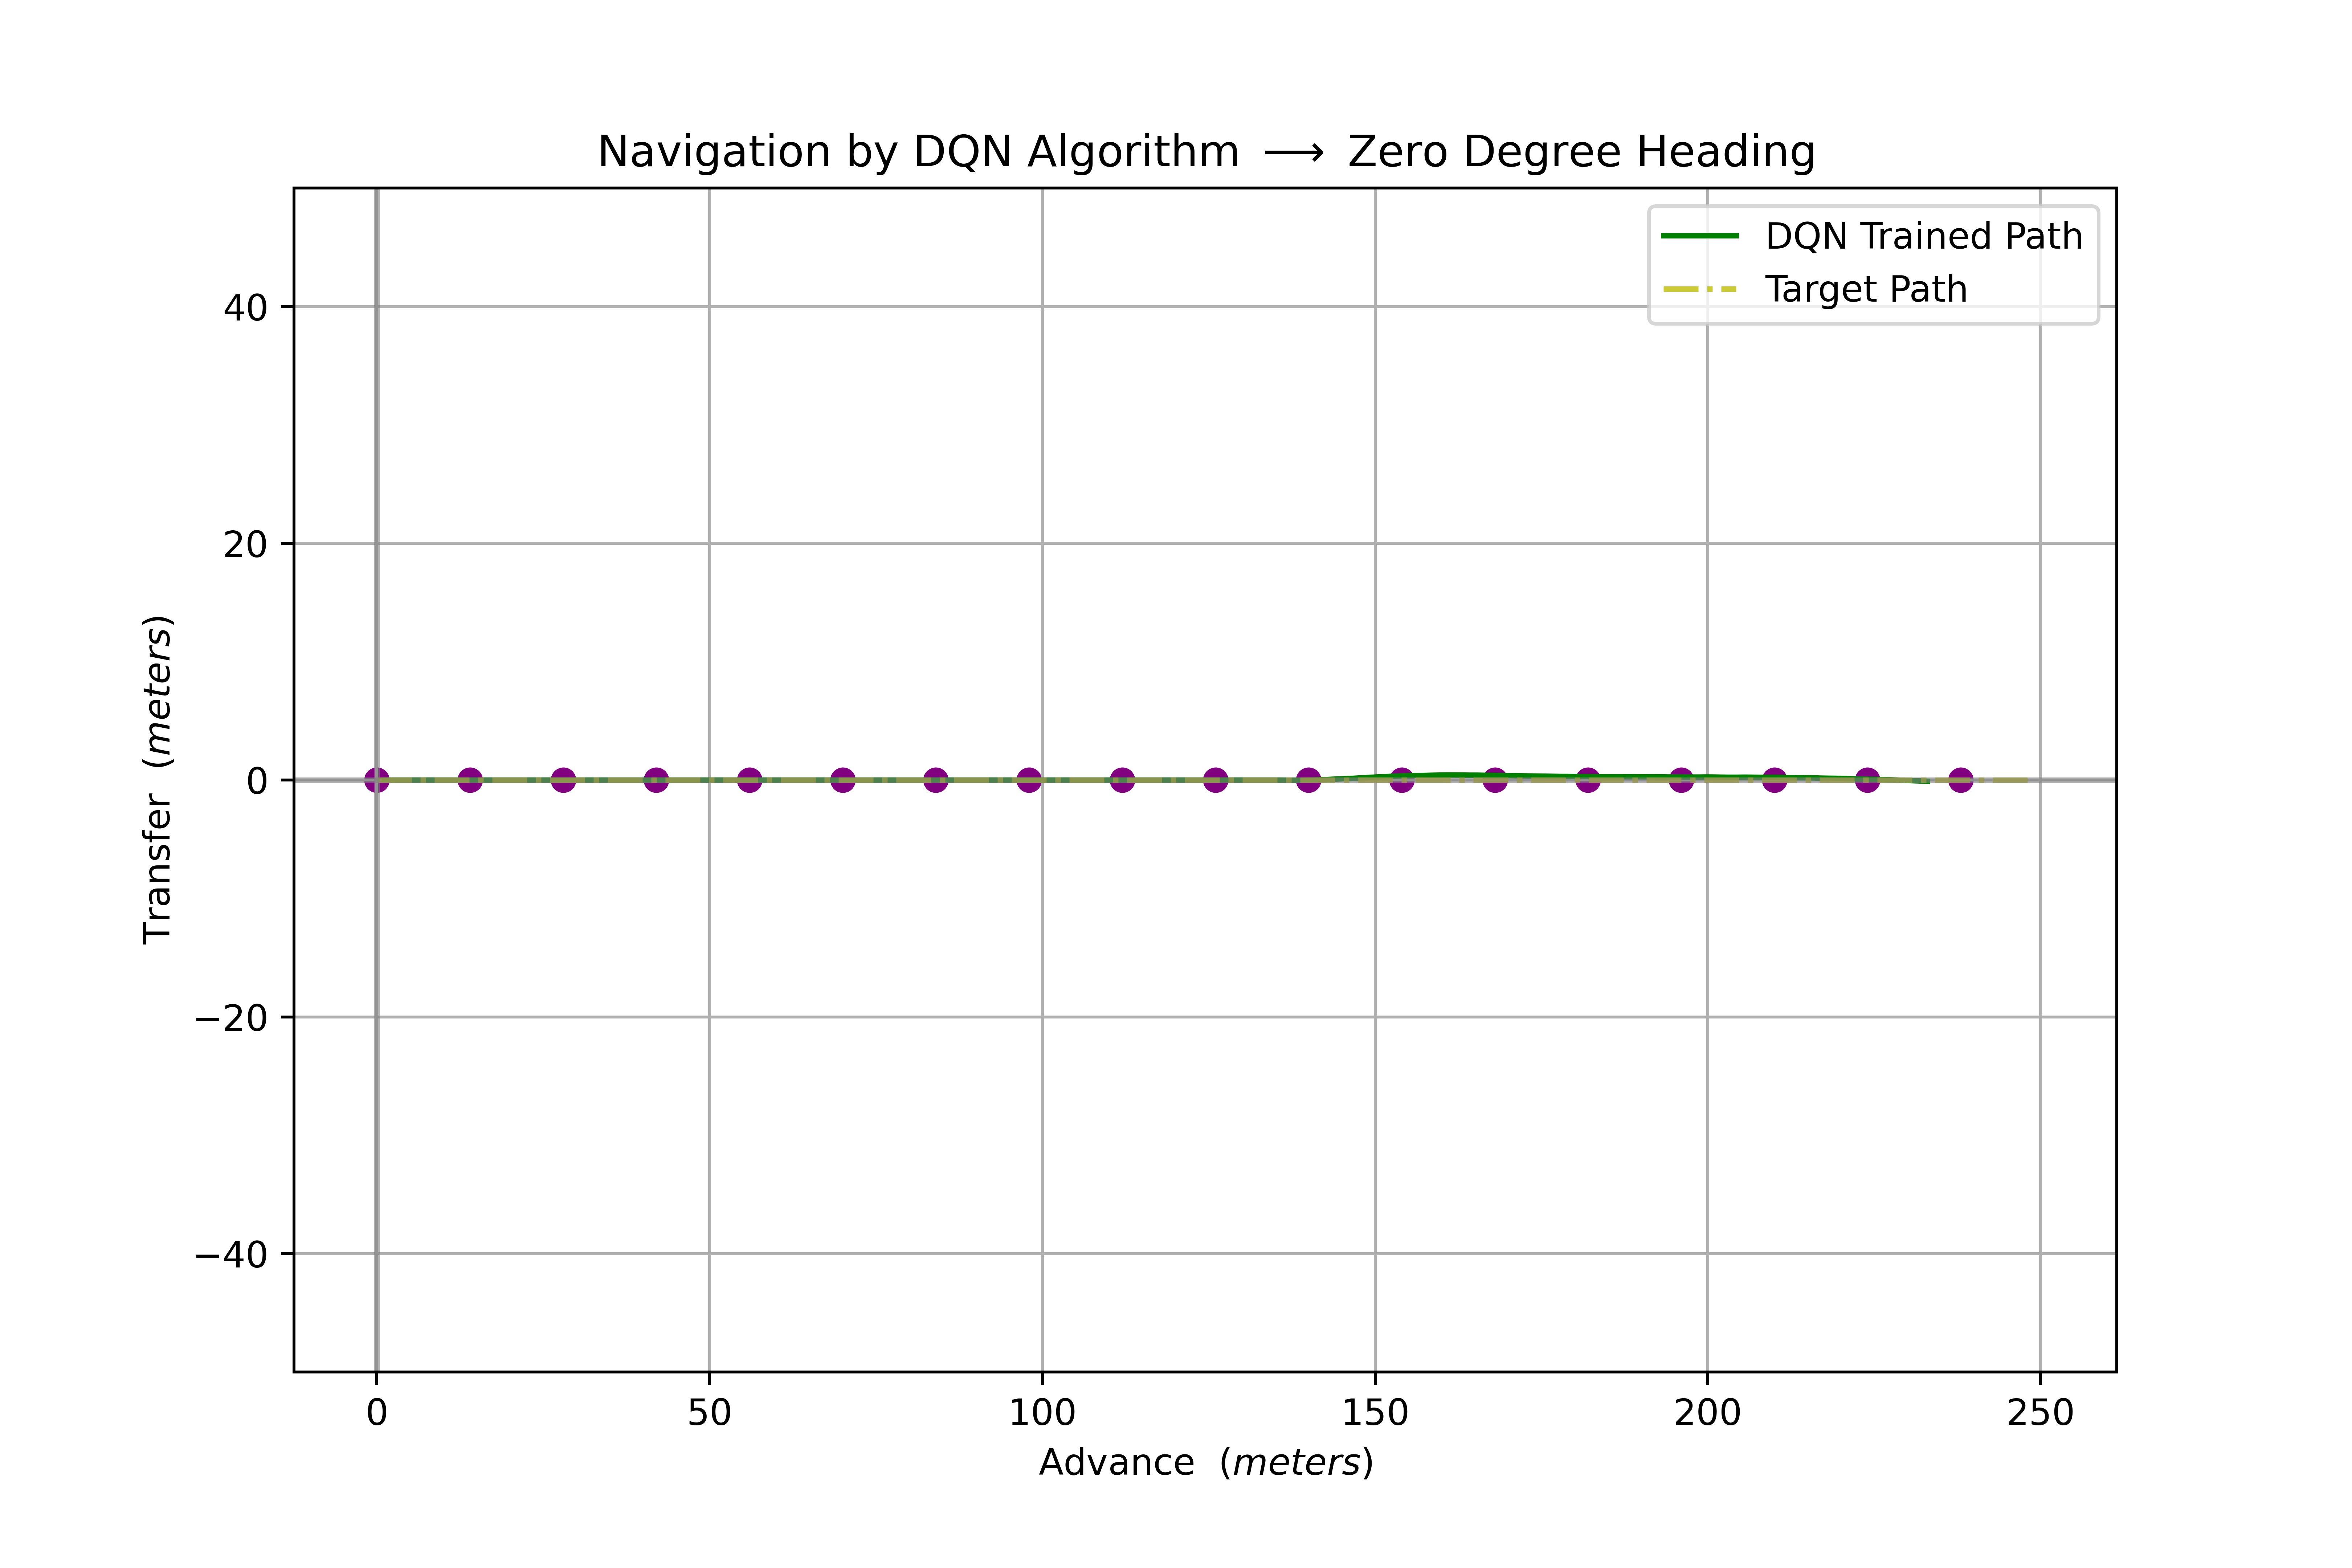 Navigation by DQN Algorithm ⟶ Zero Degree Heading
DQN Trained Path
Target Path
40
20
0
−20
−40
Transfer (meters)
0 50 100 150 200 250
Advance (meters)